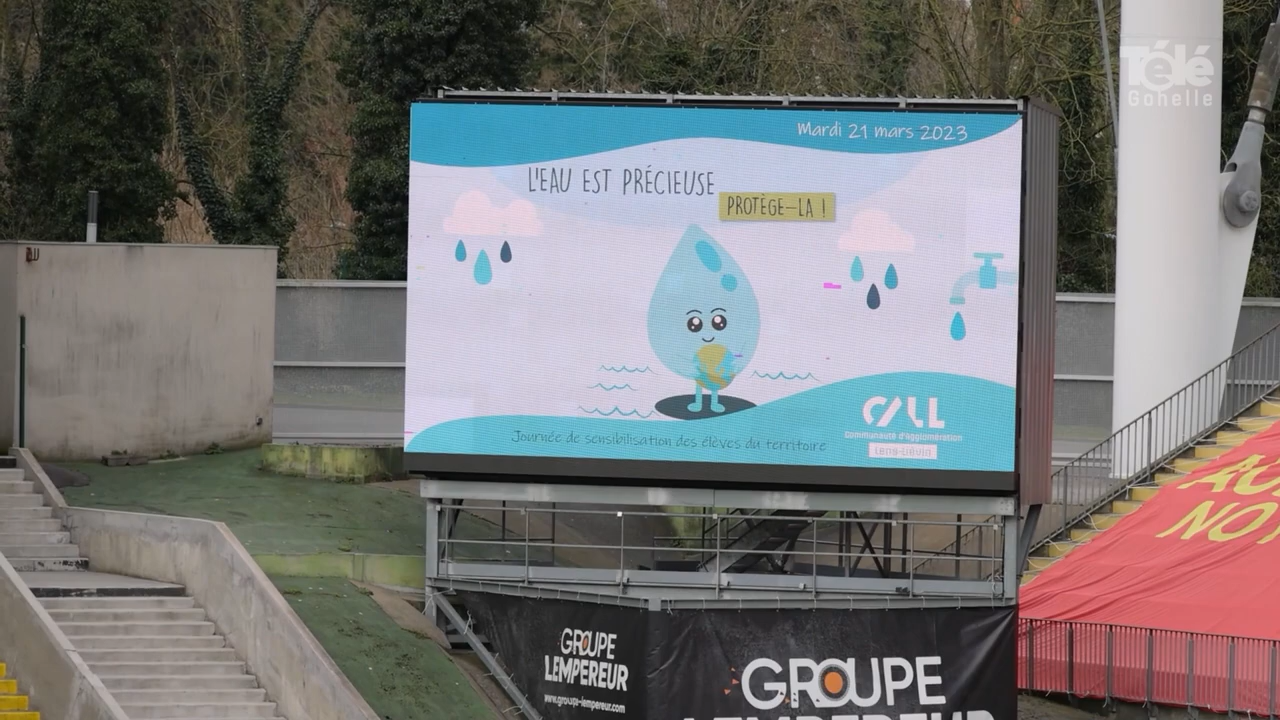 Télé
Gohelle
Mardi 21 mars 2023
L'EAU EST PRÉCIEUSE
PROTÈGE-LA !
CALL
Communauté d'agglomération
Lens-Liévin
Journée de sensibilisation des élèves du territoire
GROUPE
LEMPEREUR
www.groupe-lempereur.com
GROUPE
LEMPEREUR